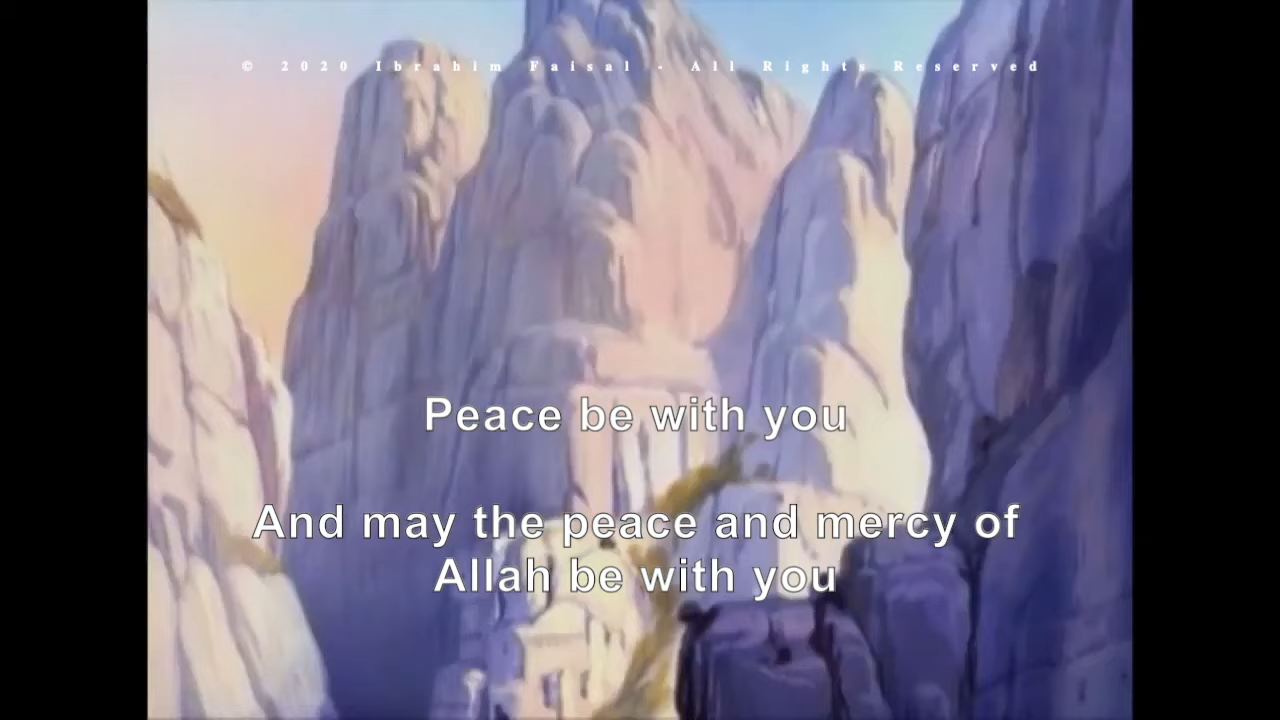 © 2020 Ibrahim Faisal - All Rights Reserved
Peace be with you
And may the peace and mercy of
Allah be with you